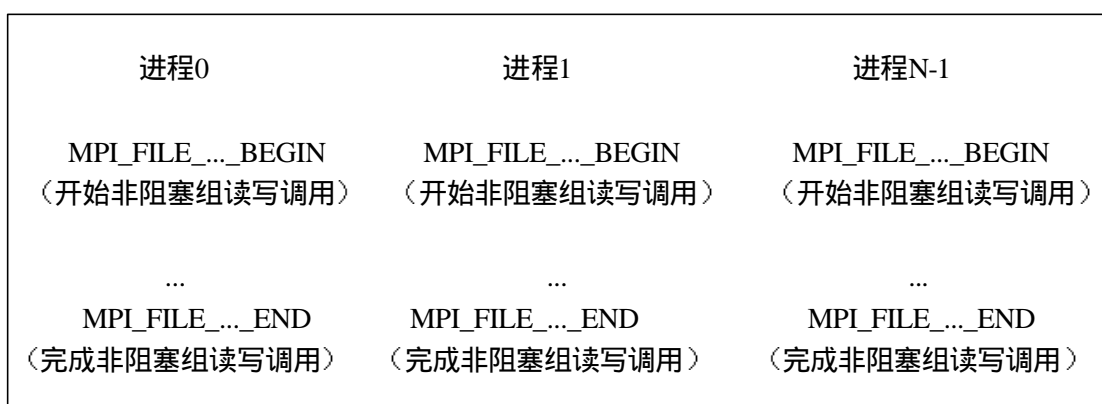 进程0 进程1 进程N-1
MPI_FILE_..._BEGIN MPI_FILE_..._BEGIN MPI_FILE_..._BEGIN
（开始非阻塞组读写调用） （开始非阻塞组读写调用） （开始非阻塞组读写调用）
... ... ...
MPI_FILE_..._END MPI_FILE_..._END MPI_FILE_..._END
（完成非阻塞组读写调用） （完成非阻塞组读写调用） （完成非阻塞组读写调用）